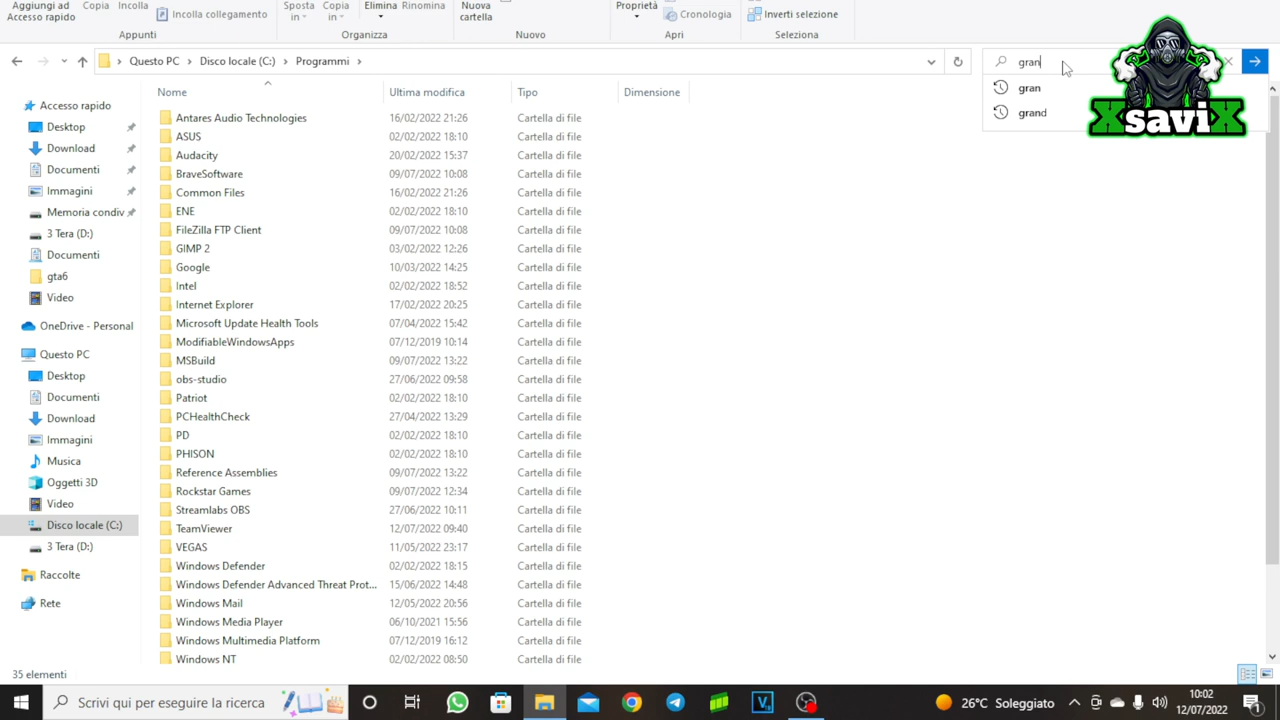 Aggiungi ad
Accesso rapido
Copia
Incolla
Incolla collegamento
Sposta
in
Copia
in
Elimina
Rinomina
Nuova
cartella
Proprietà
Cronologia
Inverti selezione
Appunti
Organizza
Nuovo
Apri
Seleziona
Questo PC > Disco locale (C:) > Programmi >
gran
gran
grand
XsaviX
Nome
Ultima modifica
Tipo
Dimensione
Accesso rapido
Desktop
Download
Documenti
Immagini
Memoria condiv
3 Tera (D:)
Documenti
gta6
Video
OneDrive - Personal
Questo PC
Desktop
Documenti
Download
Immagini
Musica
Oggetti 3D
Video
Disco locale (C:)
3 Tera (D:)
Raccolte
Rete
Antares Audio Technologies 16/02/2022 21:26 Cartella di file
ASUS 02/02/2022 18:10 Cartella di file
Audacity 20/02/2022 15:37 Cartella di file
BraveSoftware 09/07/2022 10:08 Cartella di file
Common Files 16/02/2022 21:26 Cartella di file
ENE 02/02/2022 18:10 Cartella di file
FileZilla FTP Client 09/07/2022 10:08 Cartella di file
GIMP 2 03/02/2022 12:26 Cartella di file
Google 10/03/2022 14:25 Cartella di file
Intel 02/02/2022 18:52 Cartella di file
Internet Explorer 17/02/2022 20:25 Cartella di file
Microsoft Update Health Tools 07/04/2022 15:42 Cartella di file
ModifiableWindowsApps 07/12/2019 10:14 Cartella di file
MSBuild 09/07/2022 13:22 Cartella di file
obs-studio 27/06/2022 09:58 Cartella di file
Patriot 02/02/2022 18:10 Cartella di file
PCHealthCheck 27/04/2022 13:29 Cartella di file
PD 02/02/2022 18:10 Cartella di file
PHISON 02/02/2022 18:10 Cartella di file
Reference Assemblies 09/07/2022 13:22 Cartella di file
Rockstar Games 09/07/2022 12:34 Cartella di file
Streamlabs OBS 27/06/2022 10:11 Cartella di file
TeamViewer 12/07/2022 09:40 Cartella di file
VEGAS 11/05/2022 23:17 Cartella di file
Windows Defender 02/02/2022 18:15 Cartella di file
Windows Defender Advanced Threat Prot... 15/06/2022 14:48 Cartella di file
Windows Mail 12/05/2022 20:56 Cartella di file
Windows Media Player 06/10/2021 15:56 Cartella di file
Windows Multimedia Platform 07/12/2019 16:12 Cartella di file
Windows NT 02/02/2022 08:50 Cartella di file
35 elementi
Scrivi qui per eseguire la ricerca
26°C Soleggiato
10:02
12/07/2022